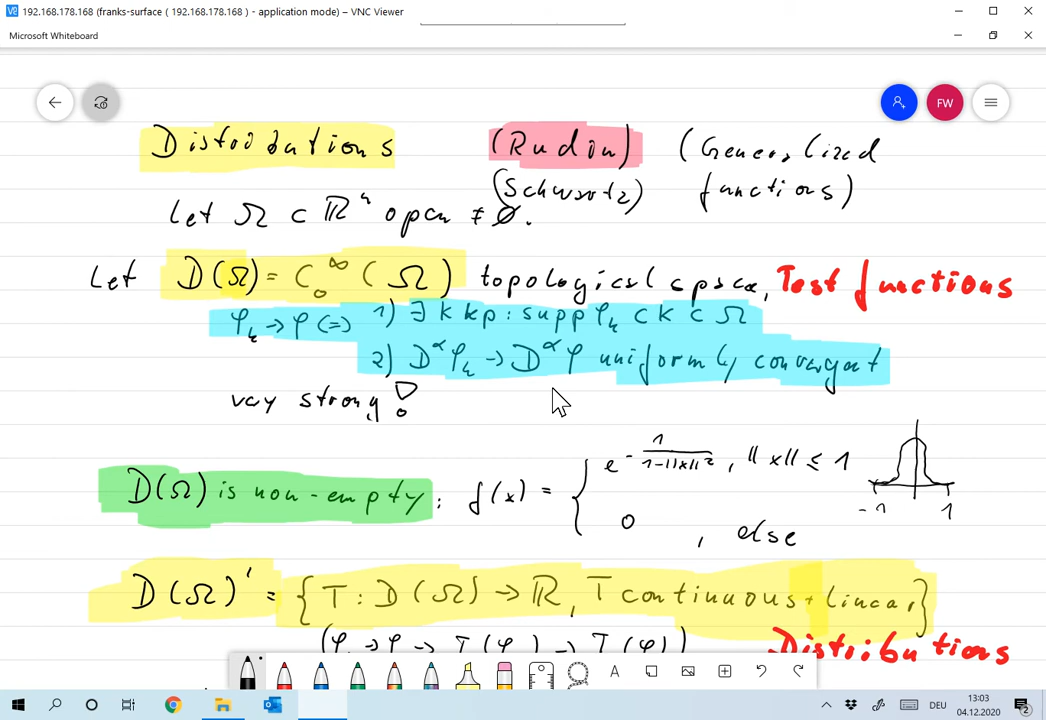 192.168.178.168 (franks-surface ( 192.168.178.168 ) - application mode) – VNC Viewer
Microsoft Whiteboard
FW
Distributions (Rudin) (Generalized
(Schwartz) functions)
Let Ω ⊂ ℝⁿ open ≠ ∅.
Let D(Ω) = C₀^∞(Ω) topological space, Test functions
φₖ → φ (=) 1) ∃ K kp: supp φₖ ⊂ K ⊂ Ω
2) D^α φₖ → D^α φ uniformly convergent
very strong!
D(Ω) is non-empty: f(x) = { e^{-1/(1-||x||²)}, ||x|| ≤ 1
0 , else
-1 1
D(Ω)' = {T: D(Ω) → ℝ, T continuous + linear}
(φₖ → φ → T(φₖ) → T(φ)) Distributions
A
DEU 13:03
04.12.2020 2